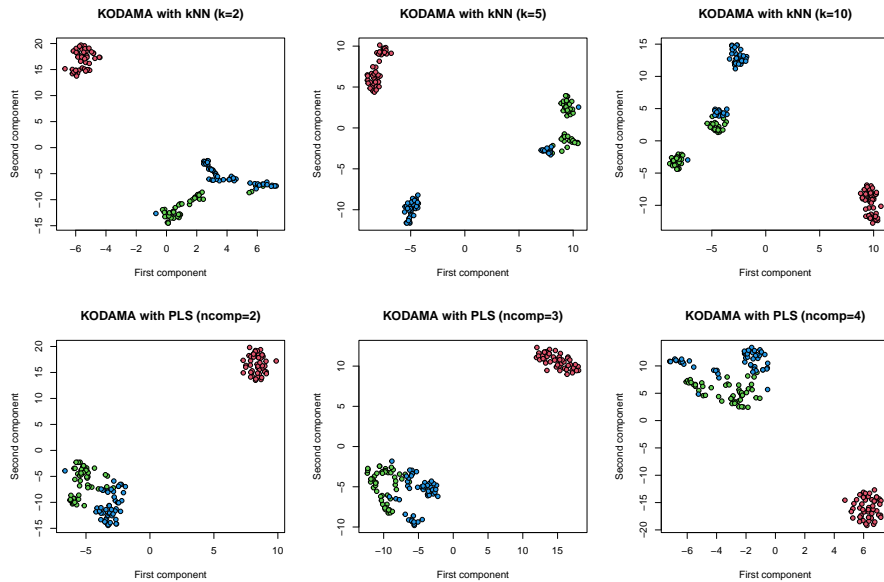 KODAMA with kNN (k=2)
Second component
20
15
10
5
0
−5
−10
−15
−6 −4 −2 0 2 4 6
First component
KODAMA with kNN (k=5)
Second component
10
5
0
−5
−10
−5 0 5 10
First component
KODAMA with kNN (k=10)
Second component
15
10
5
0
−5
−10
−5 0 5 10
First component
KODAMA with PLS (ncomp=2)
Second component
20
15
10
5
0
−5
−10
−15
−5 0 5 10
First component
KODAMA with PLS (ncomp=3)
Second component
10
5
0
−5
−10
−10 −5 0 5 10 15
First component
KODAMA with PLS (ncomp=4)
Second component
10
5
0
−5
−10
−15
−20
−6 −4 −2 0 2 4 6
First component